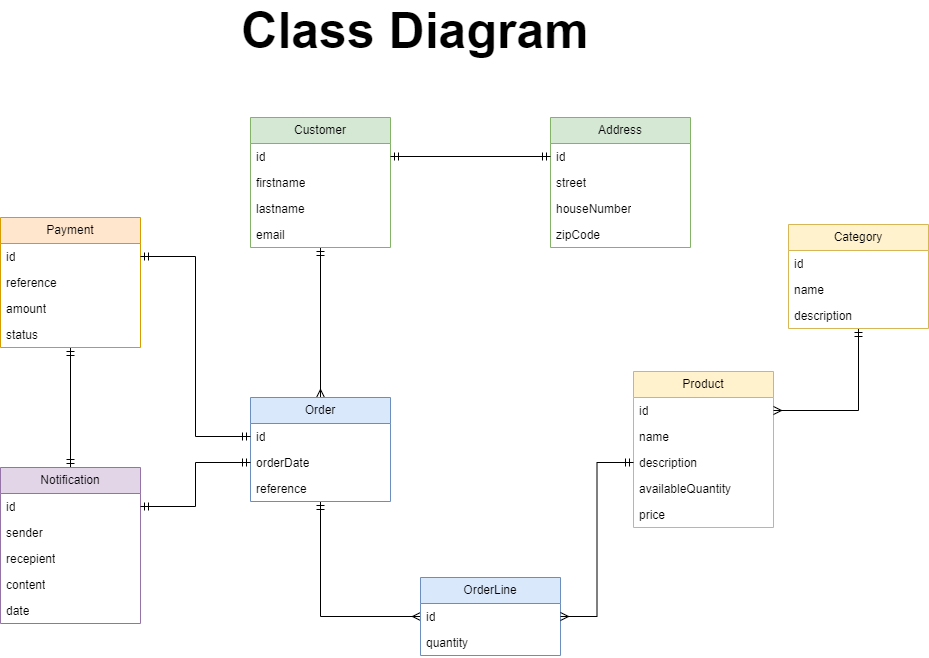 Class Diagram
Customer
id
firstname
lastname
email
Address
id
street
houseNumber
zipCode
Payment
id
reference
amount
status
Category
id
name
description
Product
id
name
description
availableQuantity
price
Order
id
orderDate
reference
Notification
id
sender
recepient
content
date
OrderLine
id
quantity